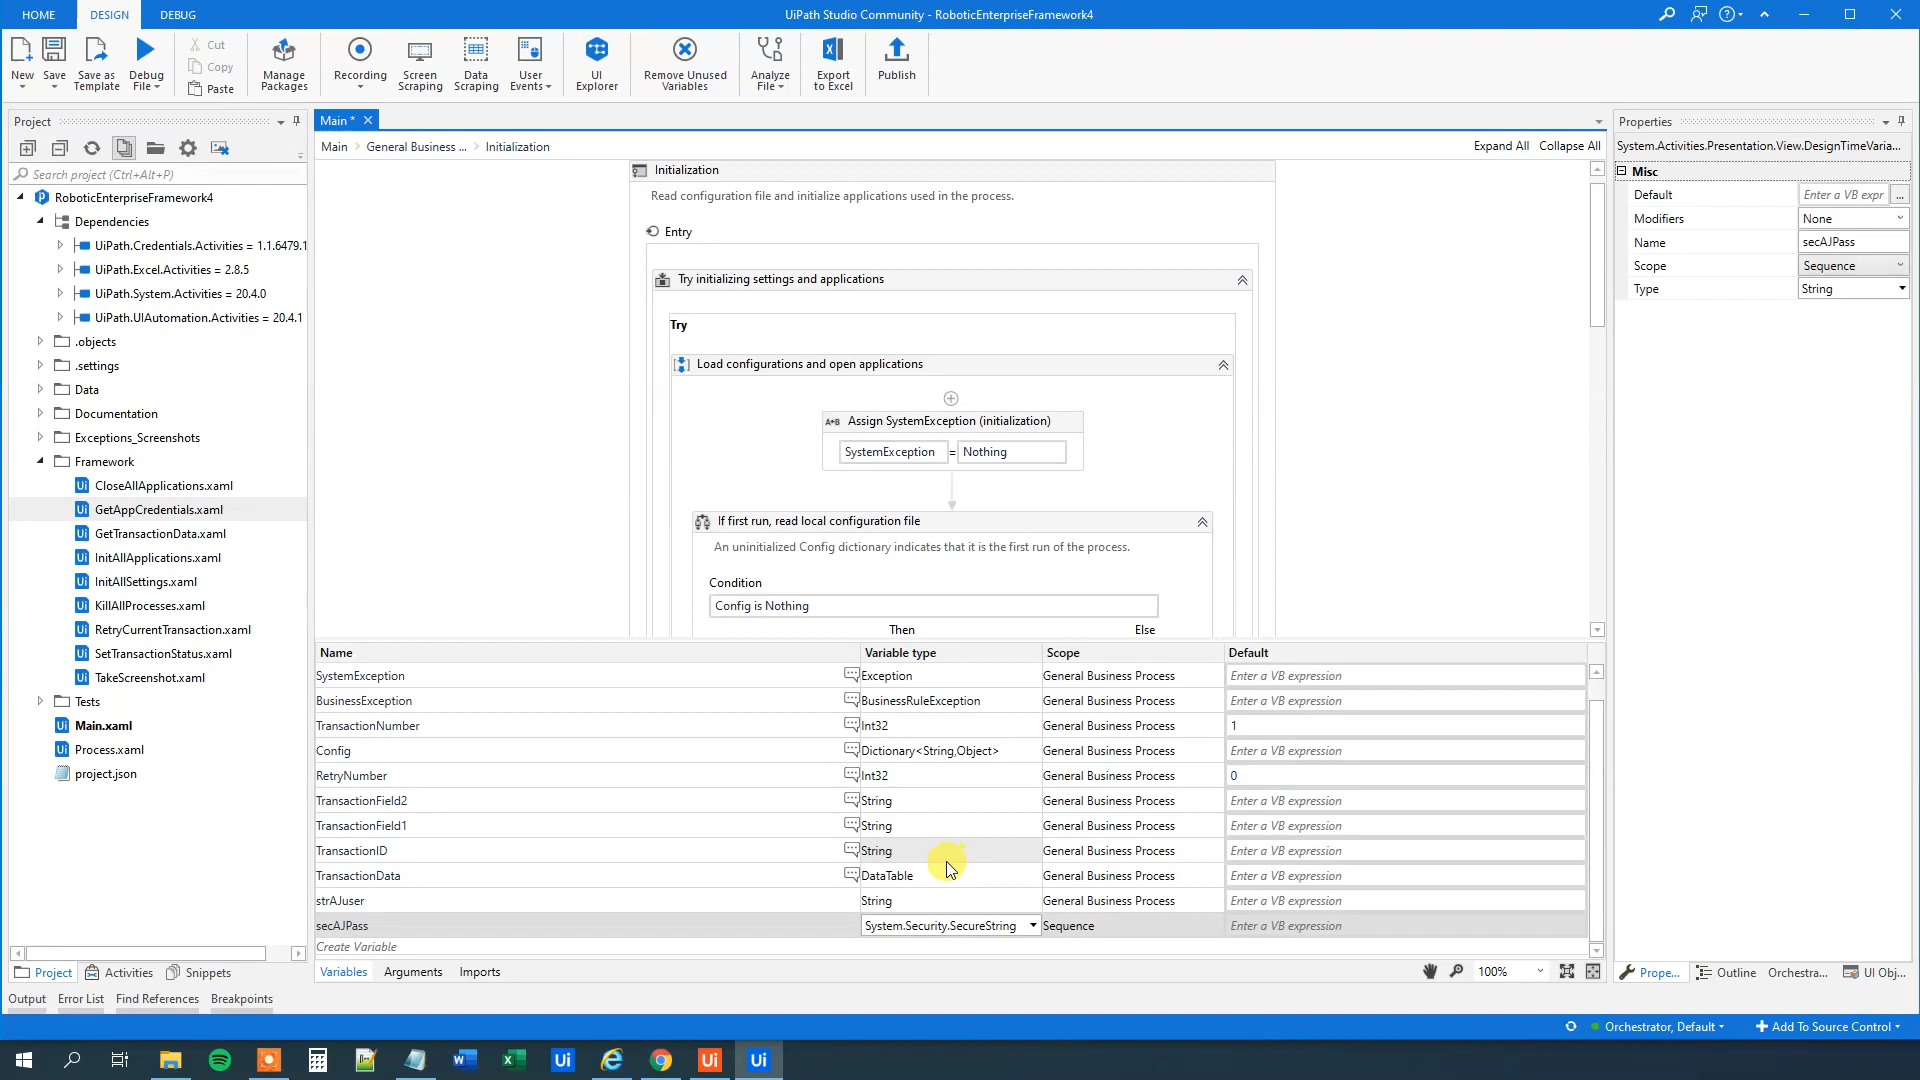 HOME
DESIGN
DEBUG
UiPath Studio Community - RoboticEnterpriseFramework4
New
Save
Save as Template
Debug File
Cut
Copy
Paste
Manage Packages
Recording
Screen Scraping
Data Scraping
User Events
UI Explorer
Remove Unused Variables
Analyze File
Export to Excel
Publish
Project
Search project (Ctrl+Alt+P)
RoboticEnterpriseFramework4
Dependencies
UiPath.Credentials.Activities = 1.1.6479.1
UiPath.Excel.Activities = 2.8.5
UiPath.System.Activities = 20.4.0
UiPath.UIAutomation.Activities = 20.4.1
.objects
.settings
Data
Documentation
Exceptions_Screenshots
Framework
CloseAllApplications.xaml
GetAppCredentials.xaml
GetTransactionData.xaml
InitAllApplications.xaml
InitAllSettings.xaml
KillAllProcesses.xaml
RetryCurrentTransaction.xaml
SetTransactionStatus.xaml
TakeScreenshot.xaml
Tests
Main.xaml
Process.xaml
project.json
Project
Activities
Snippets
Main *
Main > General Business ... > Initialization
Expand All
Collapse All
Initialization
Read configuration file and initialize applications used in the process.
Entry
Try initializing settings and applications
Try
Load configurations and open applications
A*B Assign SystemException (initialization)
SystemException = Nothing
If first run, read local configuration file
An uninitialized Config dictionary indicates that it is the first run of the process.
Condition
Config is Nothing
Then Else
Name Variable type Scope Default
SystemException Exception General Business Process Enter a VB expression
BusinessException BusinessRuleException General Business Process Enter a VB expression
TransactionNumber Int32 General Business Process 1
Config Dictionary<String,Object> General Business Process Enter a VB expression
RetryNumber Int32 General Business Process 0
TransactionField2 String General Business Process Enter a VB expression
TransactionField1 String General Business Process Enter a VB expression
TransactionID String General Business Process Enter a VB expression
TransactionData DataTable General Business Process Enter a VB expression
strAJuser String General Business Process Enter a VB expression
secAJPass System.Security.SecureString Sequence Enter a VB expression
Create Variable
Variables Arguments Imports
100%
Properties
System.Activities.Presentation.View.DesignTimeVaria...
Misc
Default Enter a VB expr ...
Modifiers None
Name secAJPass
Scope Sequence
Type String
Prope... Outline Orchestra... UI Obj...
Output Error List Find References Breakpoints
Orchestrator, Default
Add To Source Control